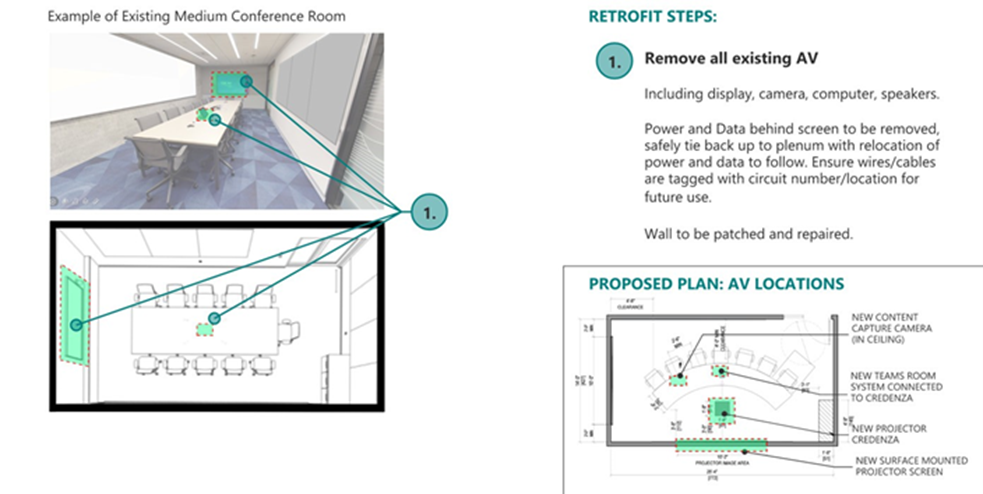 Example of Existing Medium Conference Room
1.
RETROFIT STEPS:
1.
Remove all existing AV
Including display, camera, computer, speakers.
Power and Data behind screen to be removed,
safely tie back up to plenum with relocation of
power and data to follow. Ensure wires/cables
are tagged with circuit number/location for
future use.
Wall to be patched and repaired.
PROPOSED PLAN: AV LOCATIONS
CLEARANCE
CLEARANCE
NEW CONTENT
CAPTURE CAMERA
(IN CEILING)
NEW TEAMS ROOM
SYSTEM CONNECTED
TO CREDENZA
NEW PROJECTOR
CREDENZA
NEW SURFACE MOUNTED
PROJECTOR SCREEN
PROJECTOR IMAGE AREA